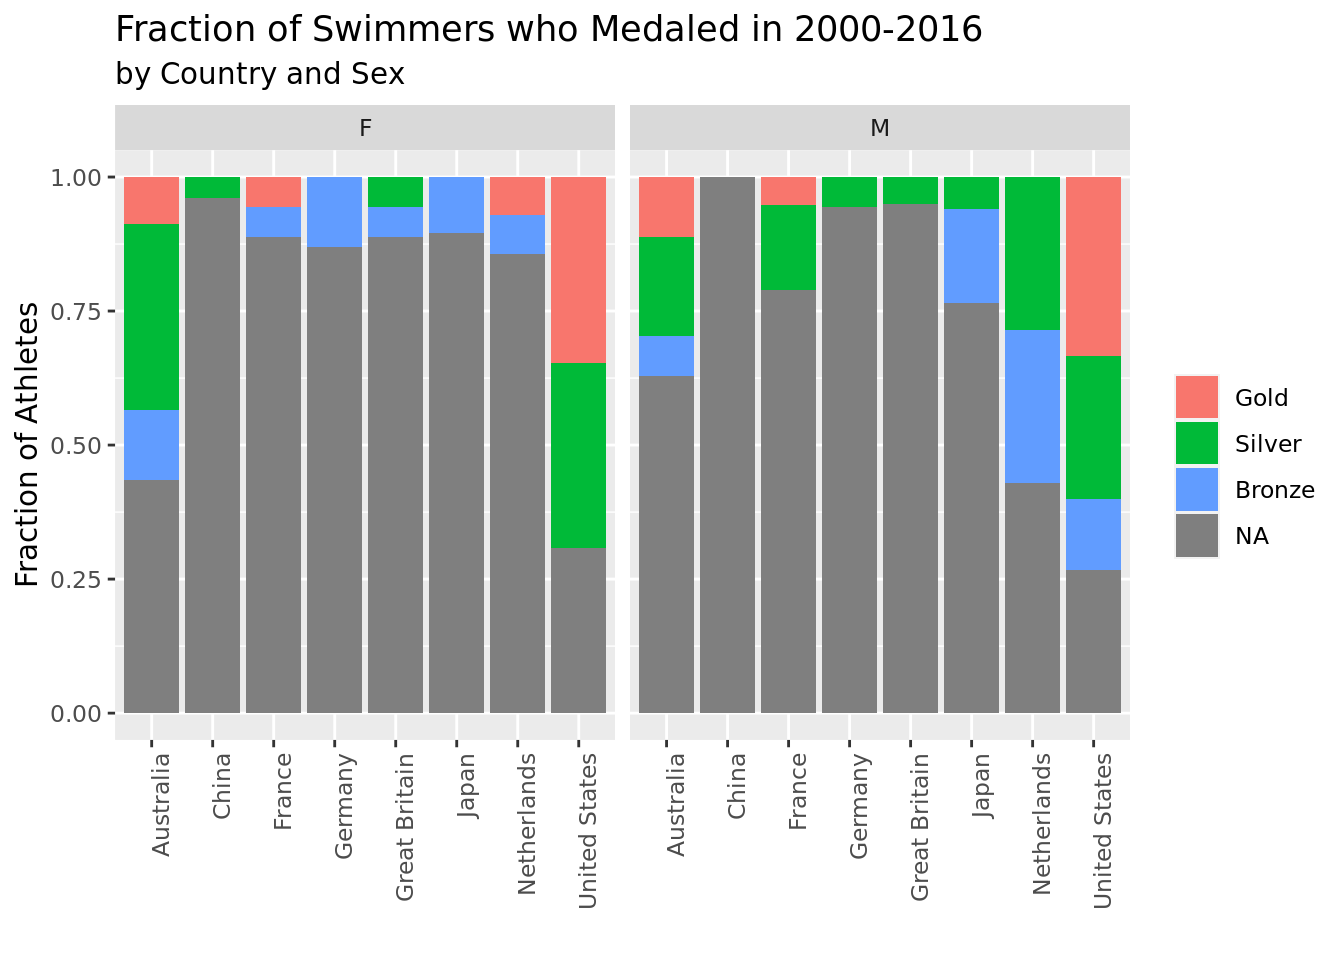 Fraction of Swimmers who Medaled in 2000-2016
by Country and Sex
F
M
Fraction of Athletes
1.00
0.75
0.50
0.25
0.00
Australia
China
France
Germany
Great Britain
Japan
Netherlands
United States
Australia
China
France
Germany
Great Britain
Japan
Netherlands
United States
Gold
Silver
Bronze
NA